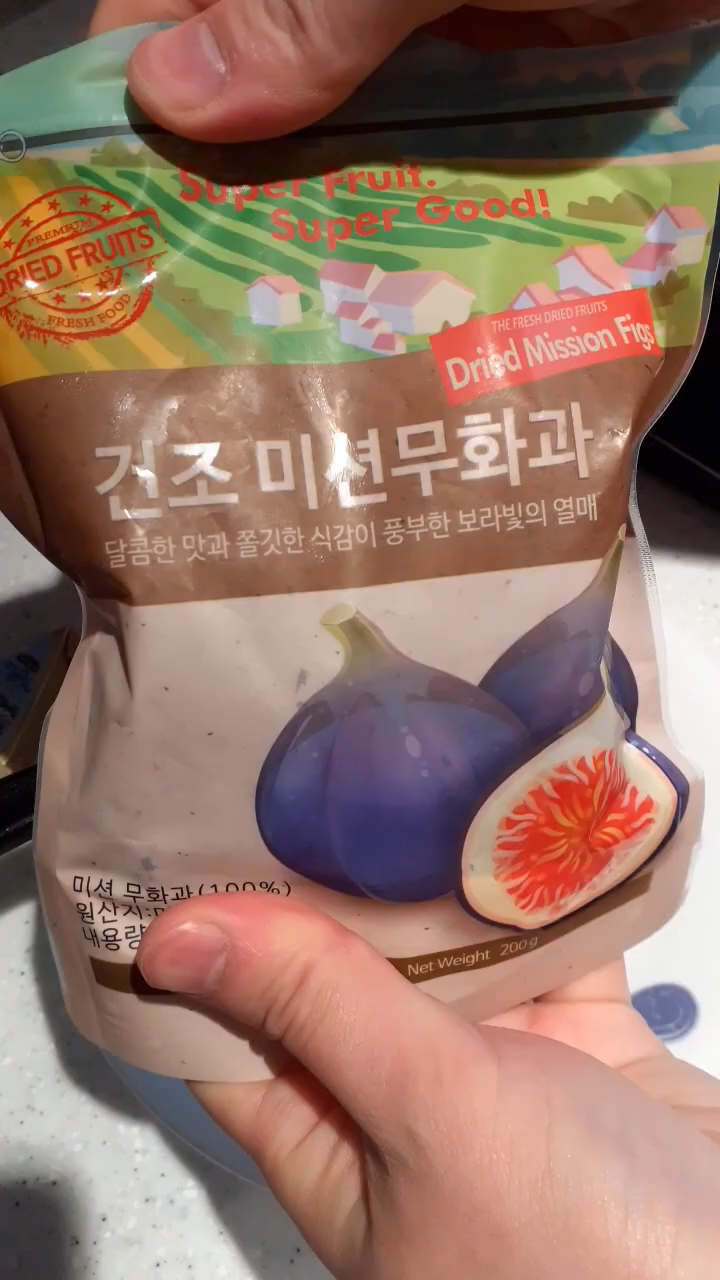 Super Fruit.
Super Good!
PREMIUM
DRIED FRUITS
FRESH FOOD
THE FRESH DRIED FRUITS
Dried Mission Figs
건조 미션무화과
달콤한 맛과 쫄깃한 식감이 풍부한 보라빛의 열매
미션 무화과(100%)
원산지:
내용량
Net Weight 200g